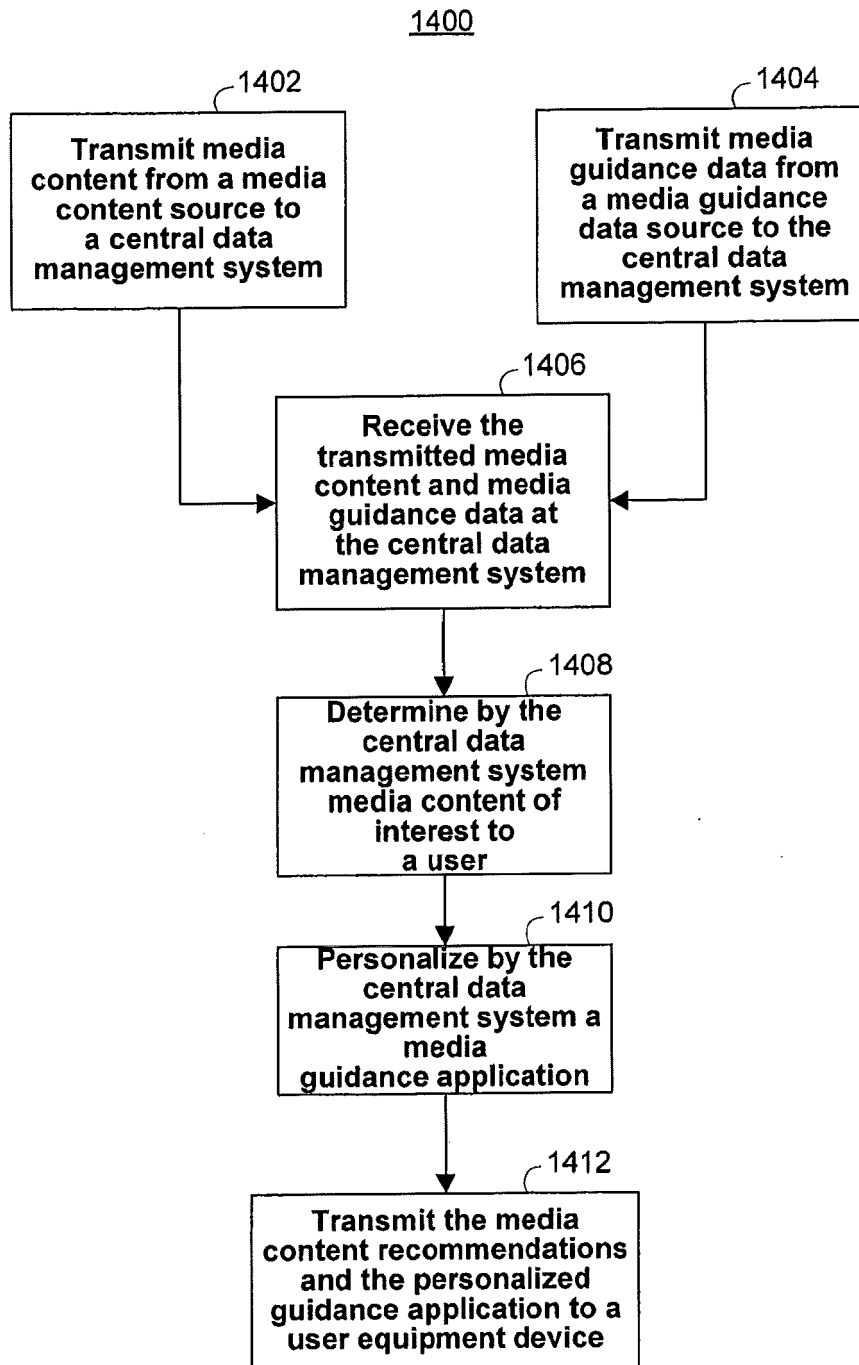 1400
1402
Transmit media
content from a media
content source to
a central data
management system
1404
Transmit media
guidance data from
a media guidance
data source to the
central data
management system
1406
Receive the
transmitted media
content and media
guidance data at
the central data
management system
1408
Determine by the
central data
management system
media content of
interest to
a user
1410
Personalize by the
central data
management system a
media
guidance application
1412
Transmit the media
content recommendations
and the personalized
guidance application to a
user equipment device